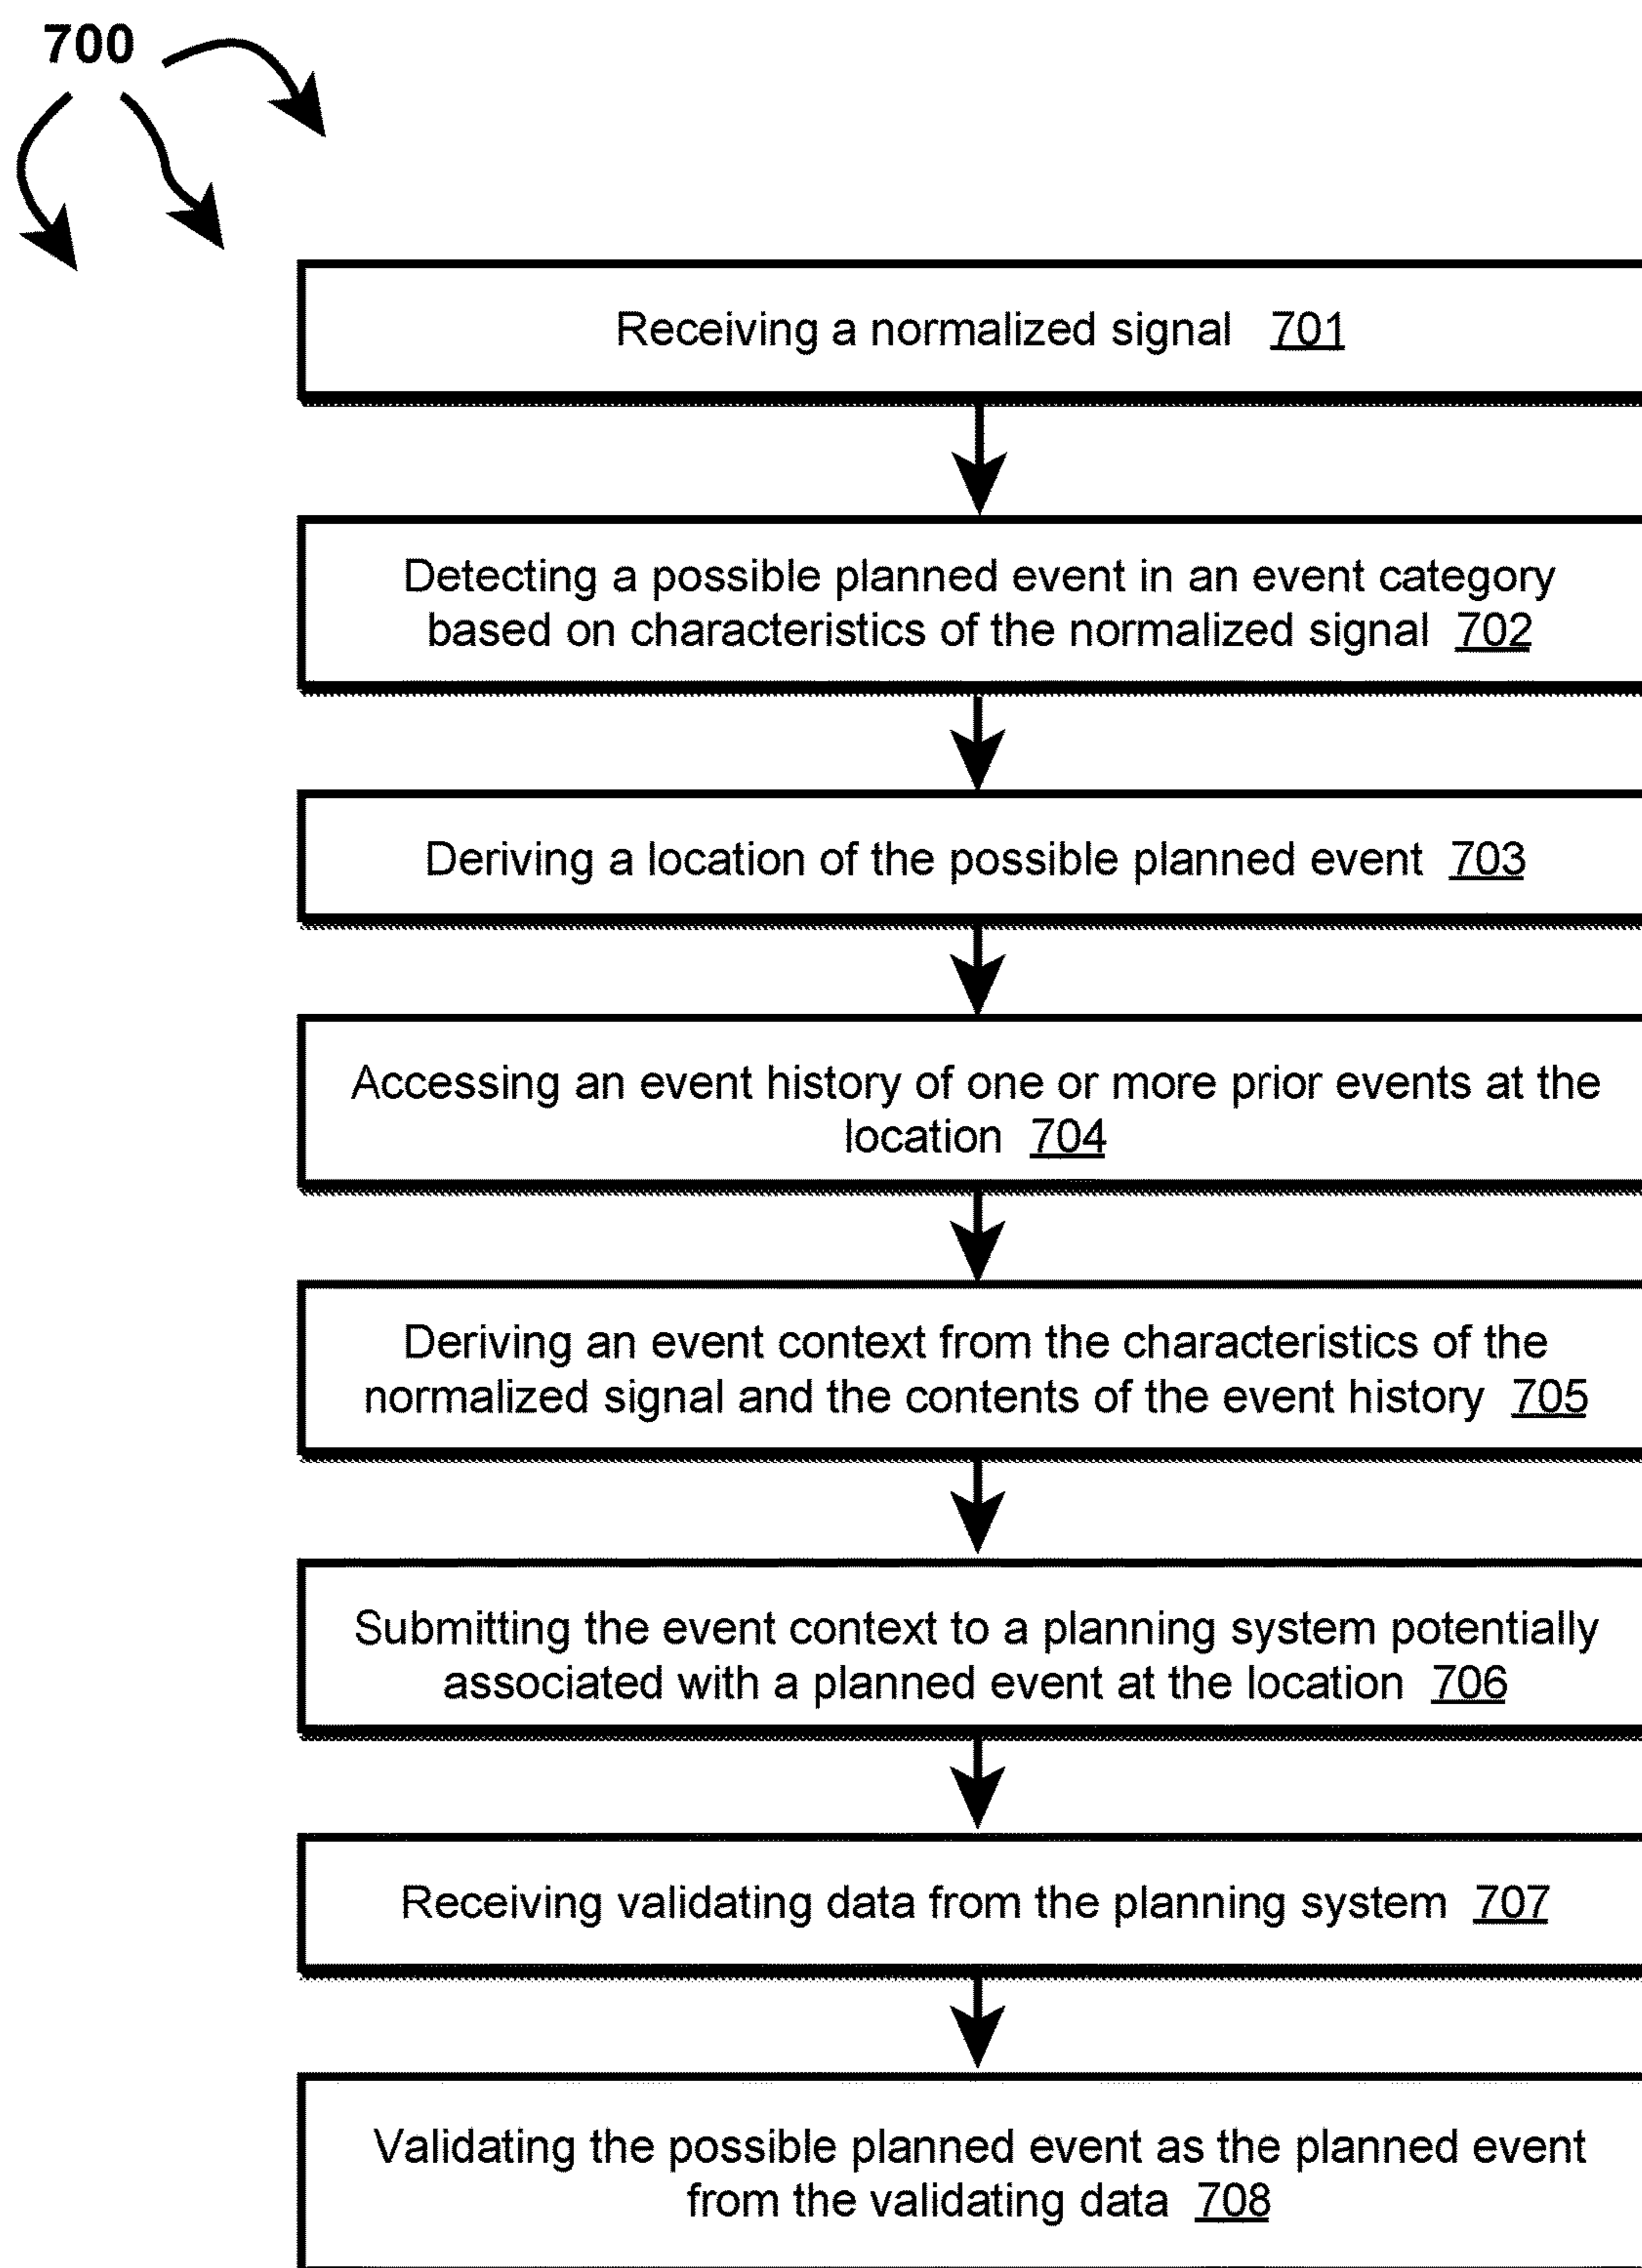 700
Receiving a normalized signal 701
Detecting a possible planned event in an event category
based on characteristics of the normalized signal 702
Deriving a location of the possible planned event 703
Accessing an event history of one or more prior events at the
location 704
Deriving an event context from the characteristics of the
normalized signal and the contents of the event history 705
Submitting the event context to a planning system potentially
associated with a planned event at the location 706
Receiving validating data from the planning system 707
Validating the possible planned event as the planned event
from the validating data 708